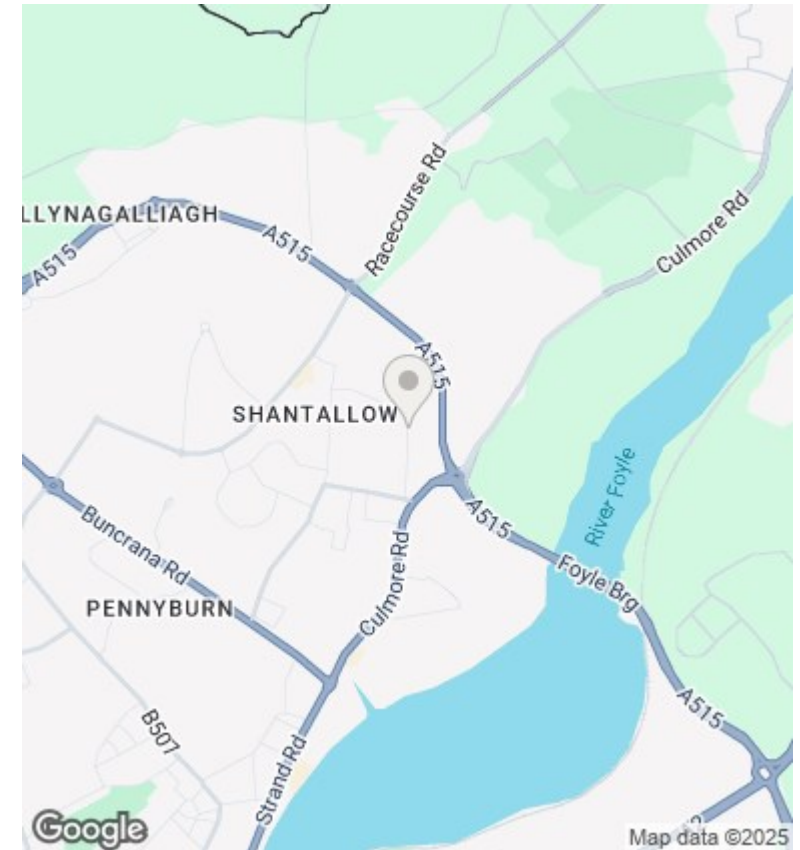 Racecourse Rd
Culmore Rd
LLYNAGALLIAGH
A515
A515
A515
SHANTALLOW
River Foyle
A515
Buncrana Rd
Culmore Rd
Foyle Brg
PENNYBURN
A515
B507
Strand Rd
Google
Map data ©2025